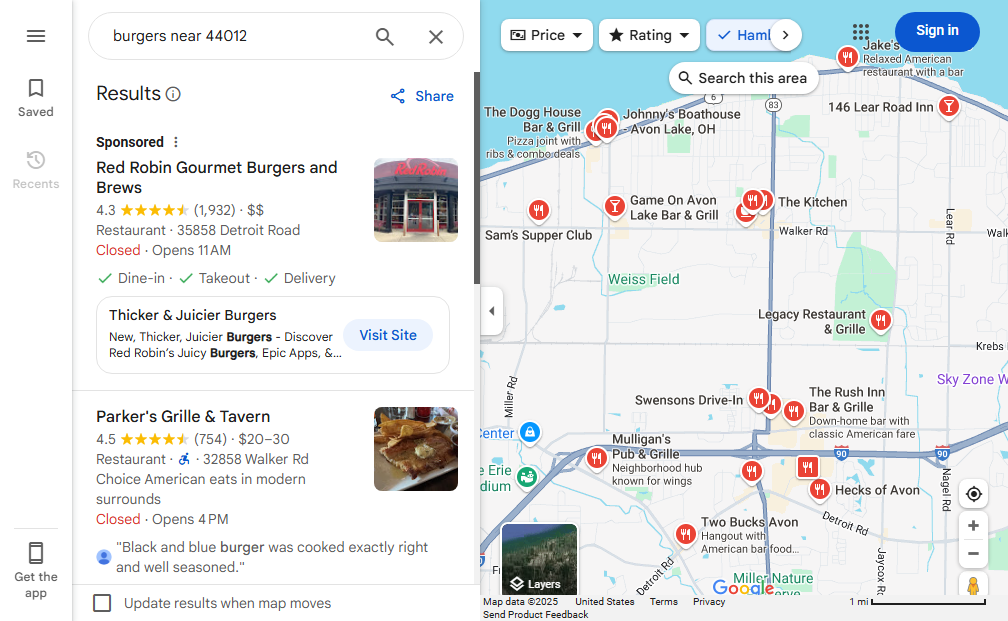 burgers near 44012
Saved
Recents
Get the
app
Results
Share
Sponsored
Red Robin Gourmet Burgers and
Brews
4.3 (1,932) · $$
Restaurant · 35858 Detroit Road
Closed · Opens 11 AM
Dine-in · Takeout · Delivery
Thicker & Juicier Burgers
New, Thicker, Juicier Burgers - Discover
Red Robin's Juicy Burgers, Epic Apps, &...
Visit Site
Parker's Grille & Tavern
4.5 (754) · $20–30
Restaurant · 32858 Walker Rd
Choice American eats in modern
surrounds
Closed · Opens 4 PM
"Black and blue burger was cooked exactly right
and well seasoned."
Update results when map moves
Price
Rating
Haml
Sign in
Search this area
Jake's
Relaxed American
restaurant with a bar
146 Lear Road Inn
6
83
The Dogg House
Bar & Grill
Pizza joint with
ribs & combo deals
Johnny's Boathouse
- Avon Lake, OH
Game On Avon
Lake Bar & Grill
The Kitchen
Sam's Supper Club
Walker Rd
Lear Rd
Walk
Weiss Field
Legacy Restaurant
& Grille
Krebs
Sky Zone W
Miller Rd
Swensons Drive-In
The Rush Inn
Bar & Grille
Down-home bar with
classic American fare
Center
Mulligan's
Pub & Grille
Neighborhood hub
known for wings
90
90
e Erie
dium
Nagel Rd
Hecks of Avon
Detroit Rd
Two Bucks Avon
Hangout with
American bar food...
Jaycox Rd
Detroit Rd
Miller Nature
Google
Layers
Map data ©2025 United States Terms Privacy 1 mi
Send Product Feedback